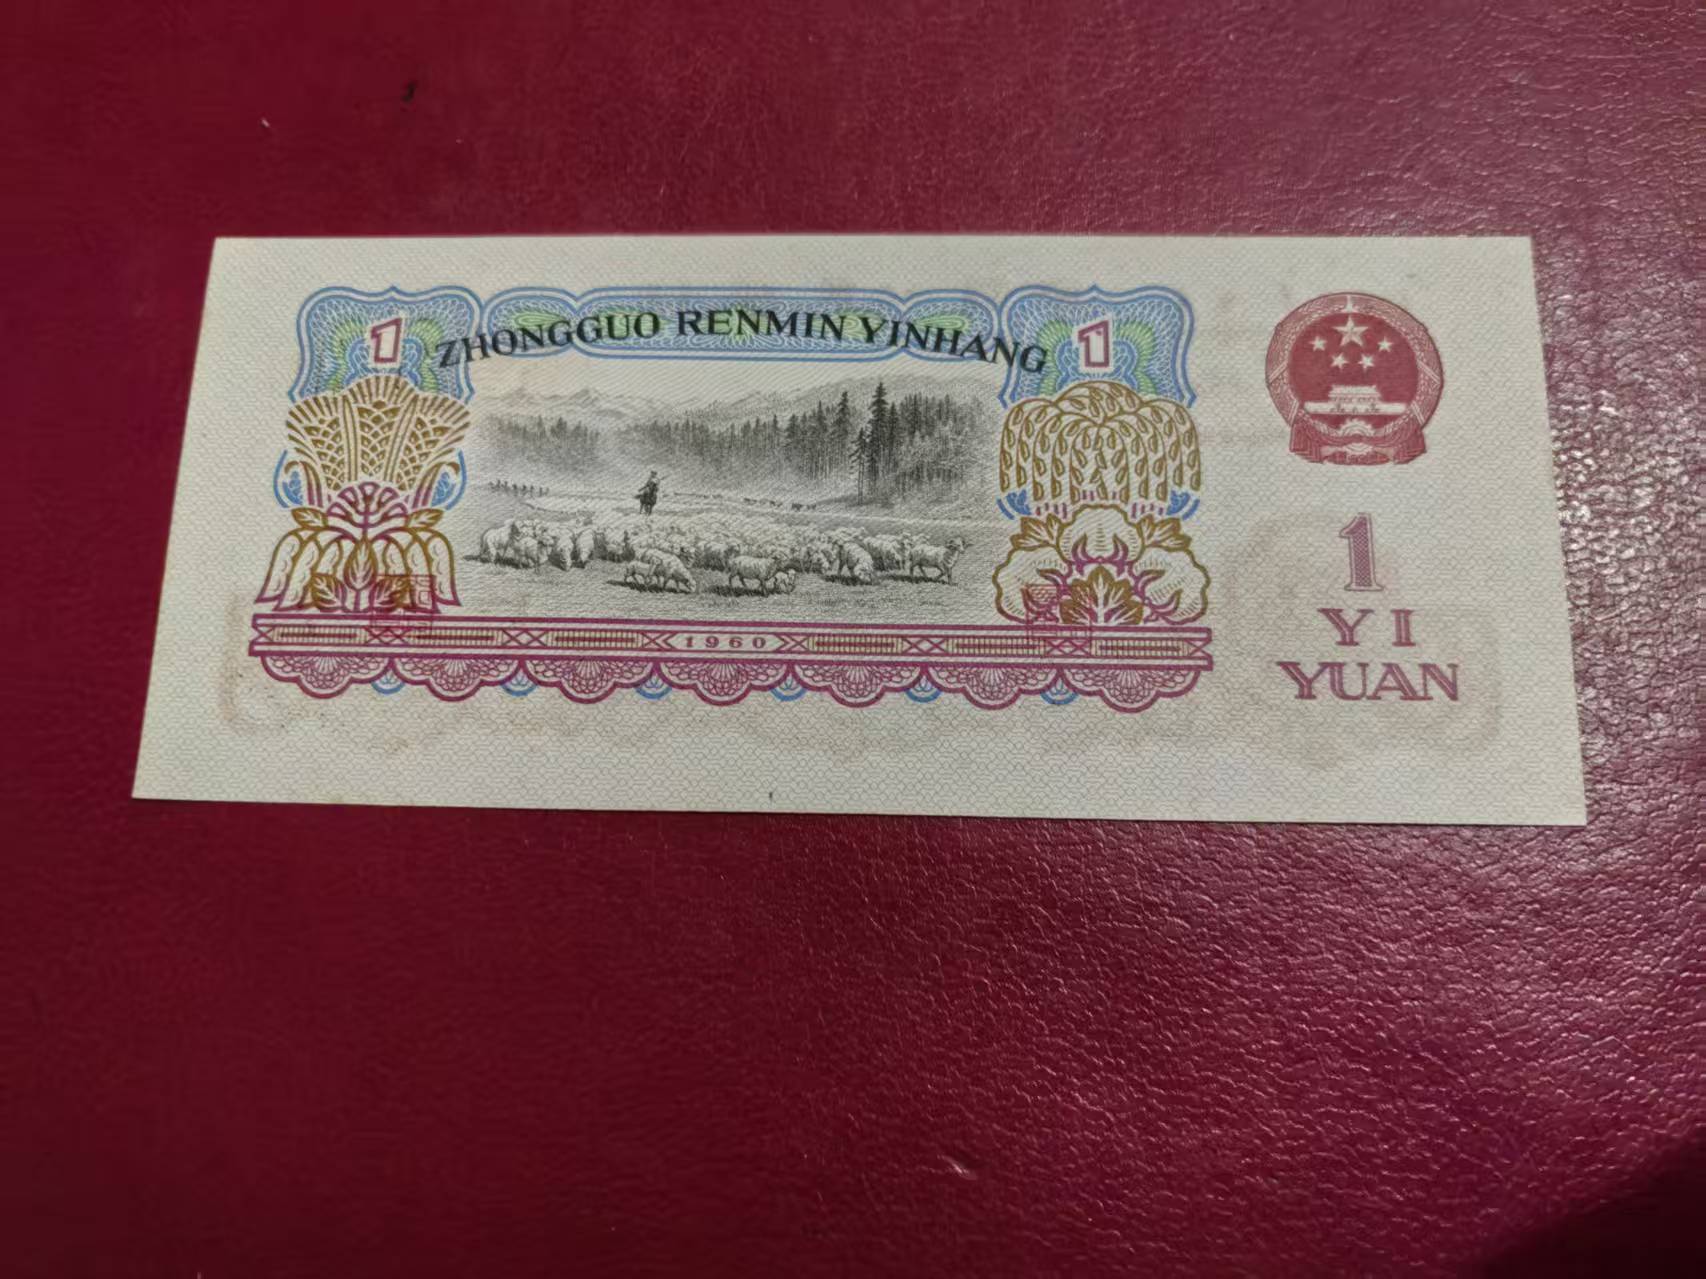 1 ZHONGGUO RENMIN YINHANG 1
1960
1
YI
YUAN